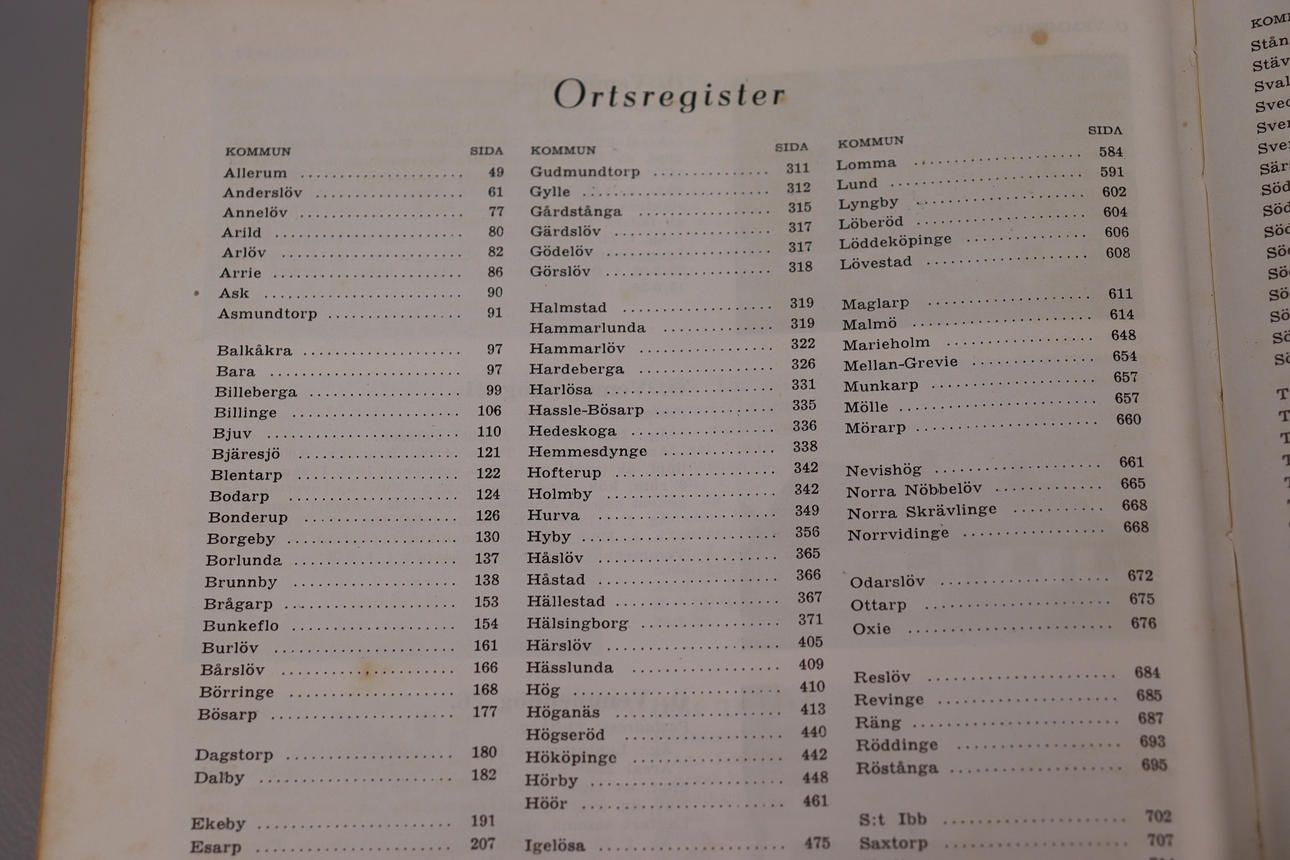 Ortsregister
KOMMUN SIDA
Allerum 49
Anderslöv 61
Annelöv 77
Arild 80
Arlöv 82
Arrie 86
Ask 90
Asmundtorp 91
Balkåkra 97
Bara 97
Billeberga 99
Billinge 106
Bjuv 110
Bjäresjö 121
Blentarp 122
Bodarp 124
Bonderup 126
Borgeby 130
Borlunda 137
Brunnby 138
Brågarp 153
Bunkeflo 154
Burlöv 161
Bårslöv 166
Börringe 168
Bösarp 177
Dagstorp 180
Dalby 182
Ekeby 191
Esarp 207
KOMMUN SIDA
Gudmundtorp 311
Gylle 312
Gårdstånga 315
Gärdslöv 317
Gödelöv 317
Görslöv 318
Halmstad 319
Hammarlunda 319
Hammarlöv 322
Hardeberga 326
Harlösa 331
Hassle-Bösarp 335
Hedeskoga 336
Hemmesdynge 338
Hofterup 342
Holmby 342
Hurva 349
Hyby 356
Håslöv 365
Håstad 366
Hällestad 367
Hälsingborg 371
Härslöv 405
Hässlunda 409
Hög 410
Höganäs 413
Högseröd 440
Hököpinge 442
Hörby 448
Höör 461
Igelösa 475
KOMMUN SIDA
Lomma 584
Lund 591
Lyngby 602
Löberöd 604
Löddeköpinge 606
Lövestad 608
Maglarp 611
Malmö 614
Marieholm 648
Mellan-Grevie 654
Munkarp 657
Mölle 657
Mörarp 660
Nevishög 661
Norra Nöbbelöv 665
Norra Skrävlinge 668
Norrvidinge 668
Odarslöv 672
Ottarp 675
Oxie 676
Reslöv 684
Revinge 685
Räng 687
Röddinge 693
Röstånga 695
S:t Ibb 702
Saxtorp 707